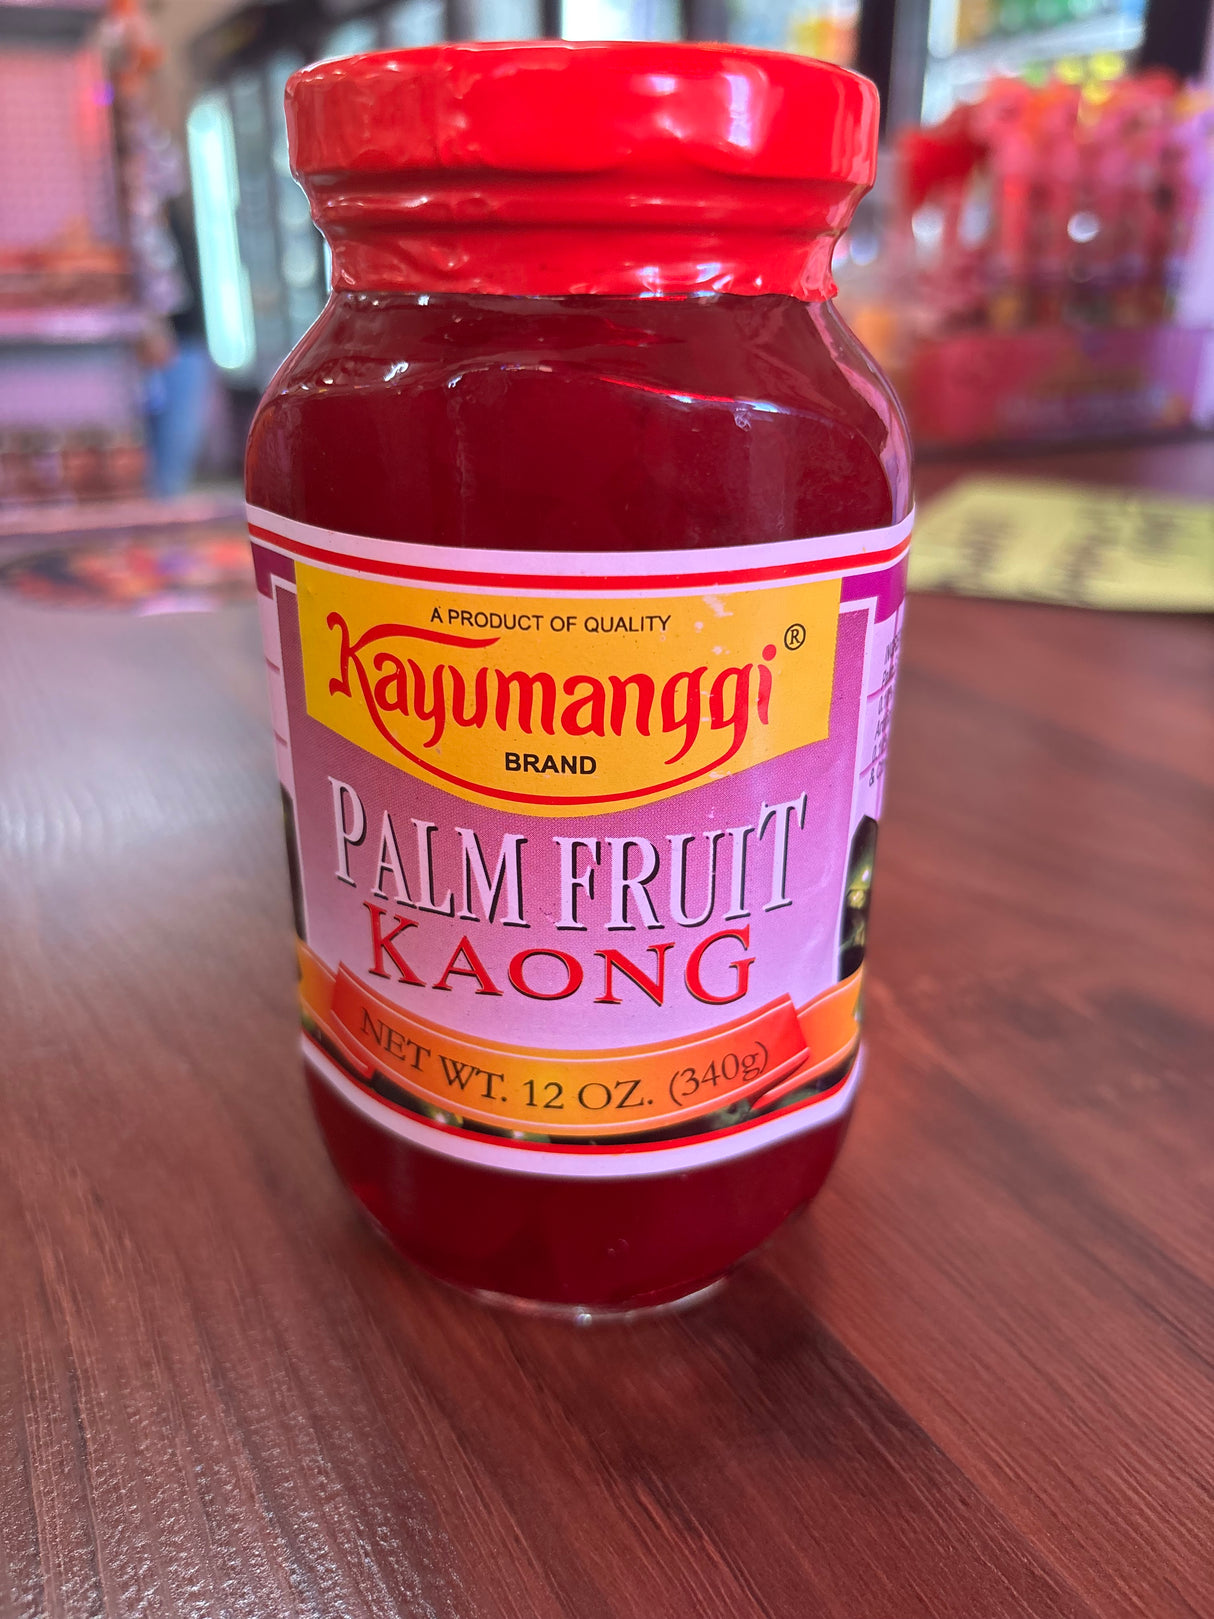 A PRODUCT OF QUALITY
Kayumanggi ®
BRAND
PALM FRUIT
KAONG
NET WT. 12 OZ. (340g)